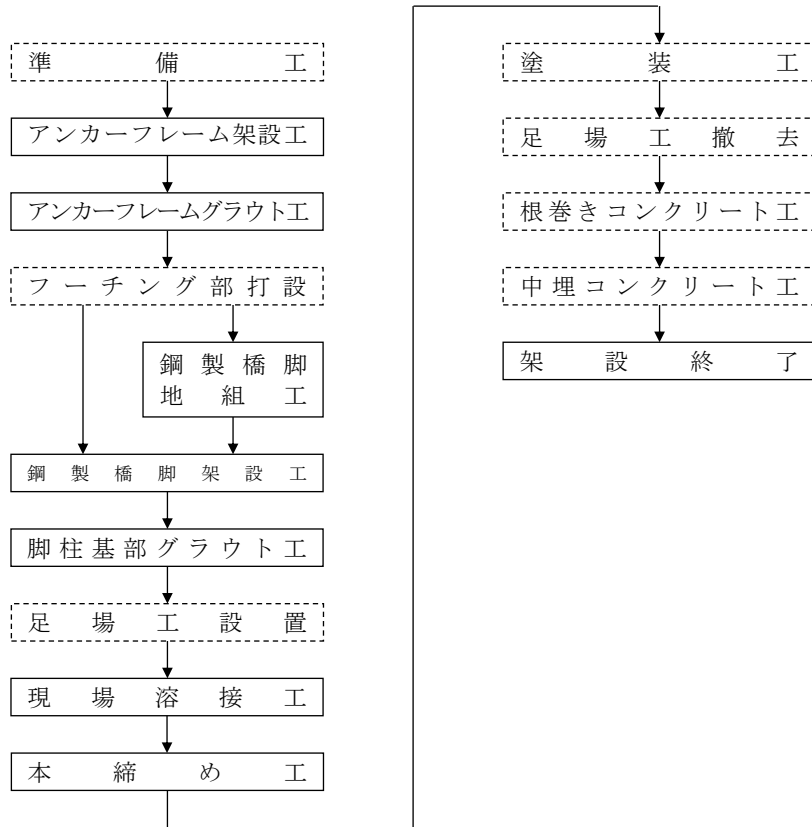 準備工
アンカーフレーム架設工
アンカーフレームグラウト工
フーチング部打設
鋼製橋脚
地組工
鋼製橋脚架設工
脚柱基部グラウト工
足場工設置
現場溶接工
本締め工
塗装工
足場工撤去
根巻きコンクリート工
中埋コンクリート工
架設終了